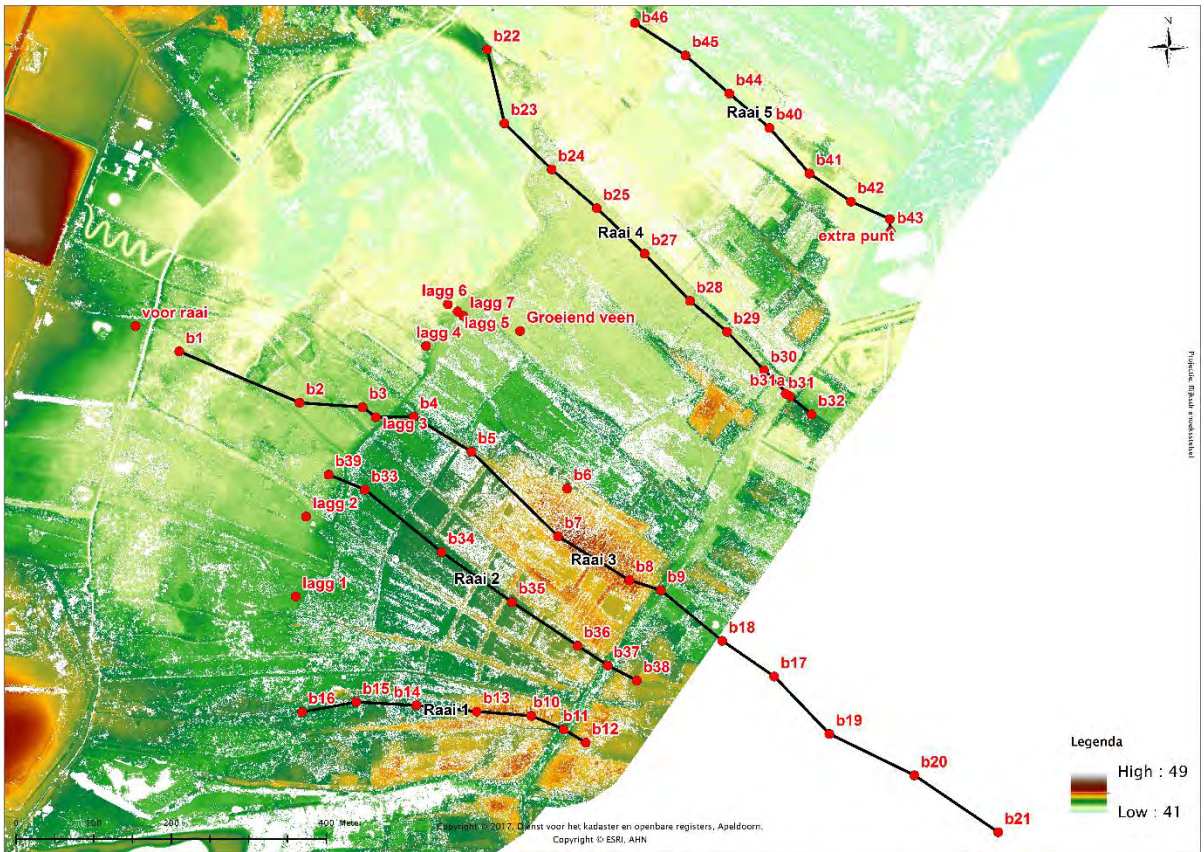 b46
N
b22
b45
b44
Raai 5
b40
b23
b24
b41
b25
b42
b43
Raai 4
extra punt
b27
b28
lagg 6
lagg 7
voor raai
lagg 5
Groeiend veen
b29
lagg 4
b1
b30
b31a
b31
b2
b3
b32
b4
lagg 3
b5
b39
b33
b6
lagg 2
b7
b34
Raai 3
Raai 2
b8
b9
lagg 1
b35
b18
b36
b37
b17
b38
b16
b15
b14
Raai 1
b13
b10
b11
b12
b19
Legenda
High : 49
Low : 41
b20
b21
0 100 200 400 Meter
Copyright © 2017, Dienst voor het kadaster en openbare registers, Apeldoorn.
Copyright © ESRI, AHN